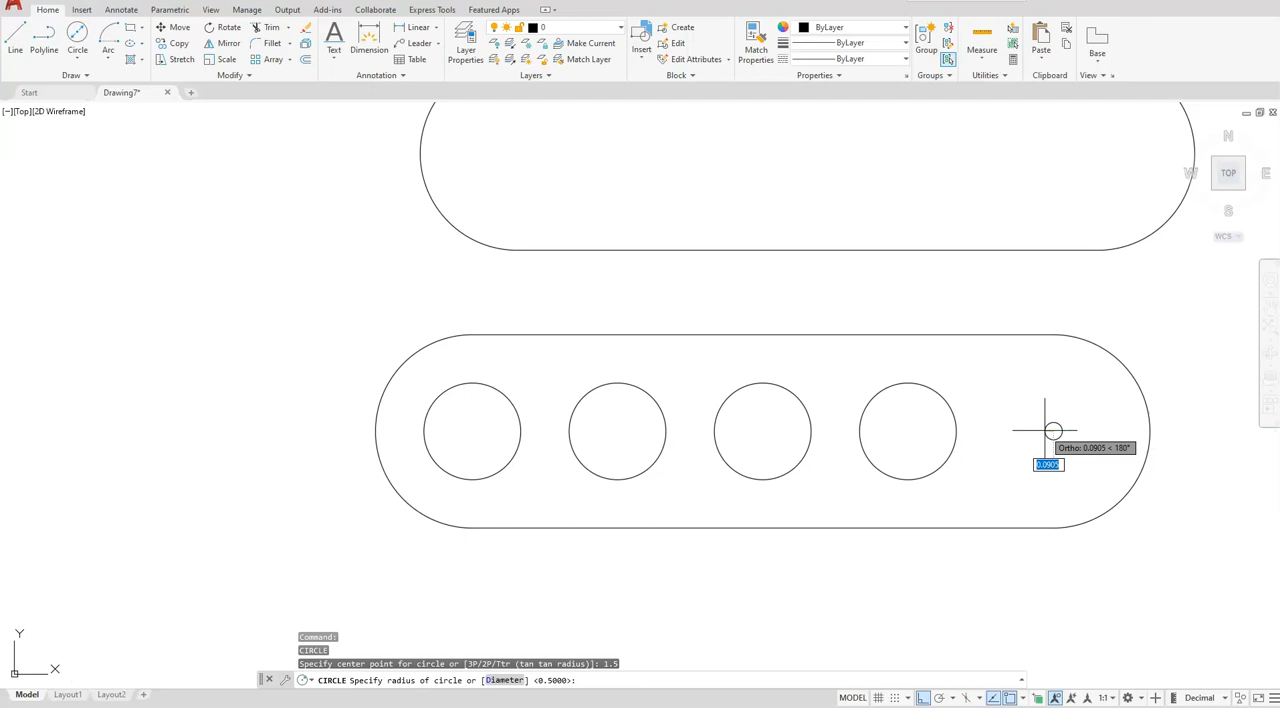 Home Insert Annotate Parametric View Manage Output Add-ins Collaborate Express Tools Featured Apps
Line Polyline Circle Arc Move Rotate Trim
Copy Mirror Fillet
Stretch Scale Array
Text Dimension Linear
Leader
Table
Layer Properties 0
Make Current
Match Layer
Insert Create
Edit
Edit Attributes
Match Properties ByLayer
ByLayer
ByLayer
Group Measure Paste Base
Draw Modify Annotation Layers Block Properties Groups Utilities Clipboard View
Start Drawing7*
[−][Top][2D Wireframe]
N
W TOP E
S
WCS
Ortho: 0.0905 < 180°
0.0905
Y
X
Command:
CIRCLE
Specify center point for circle or [3P/2P/Ttr (tan tan radius)]: 1.5
CIRCLE Specify radius of circle or [Diameter] <0.5000>:
Model Layout1 Layout2 MODEL 1:1 Decimal